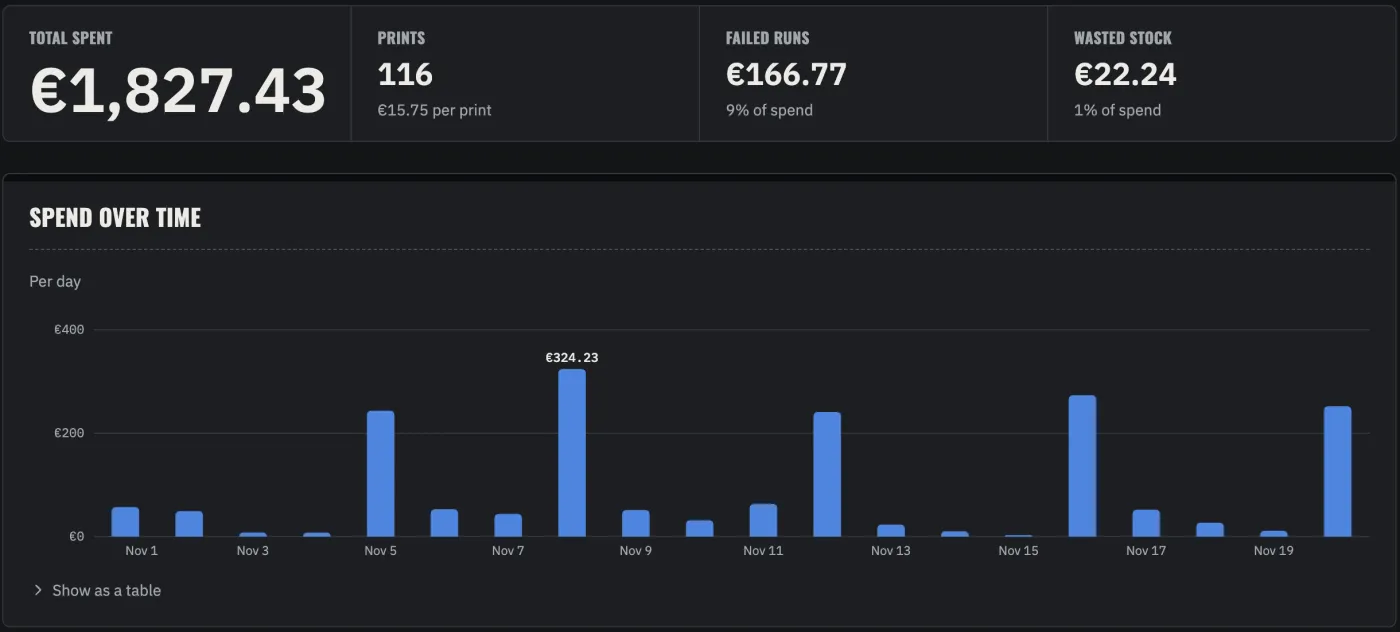 TOTAL SPENT
€1,827.43
PRINTS
116
€15.75 per print
FAILED RUNS
€166.77
9% of spend
WASTED STOCK
€22.24
1% of spend
SPEND OVER TIME
Per day
€400
€324.23
€200
€0
Nov 1 Nov 3 Nov 5 Nov 7 Nov 9 Nov 11 Nov 13 Nov 15 Nov 17 Nov 19
Show as a table